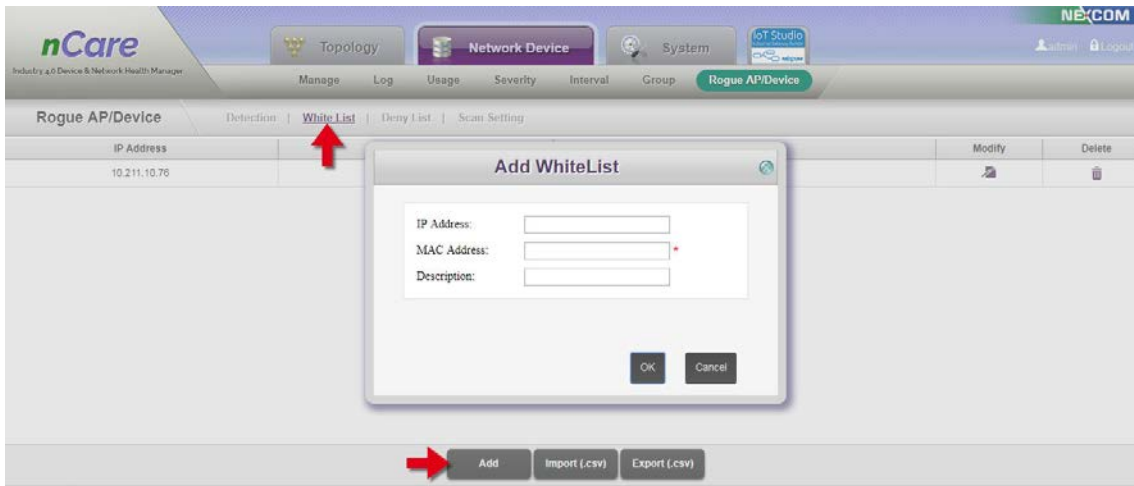 NEXCOM
nCare
Industry 4.0 Device & Network Health Manager
Topology
Network Device
System
IoT Studio
admin
Logout
Manage Log Usage Severity Interval Group Rogue AP/Device
Rogue AP/Device
Detection | White List | Deny List | Scan Setting
IP Address Modify Delete
10.211.10.76
Add WhiteList
IP Address:
MAC Address: *
Description:
OK Cancel
Add Import (.csv) Export (.csv)